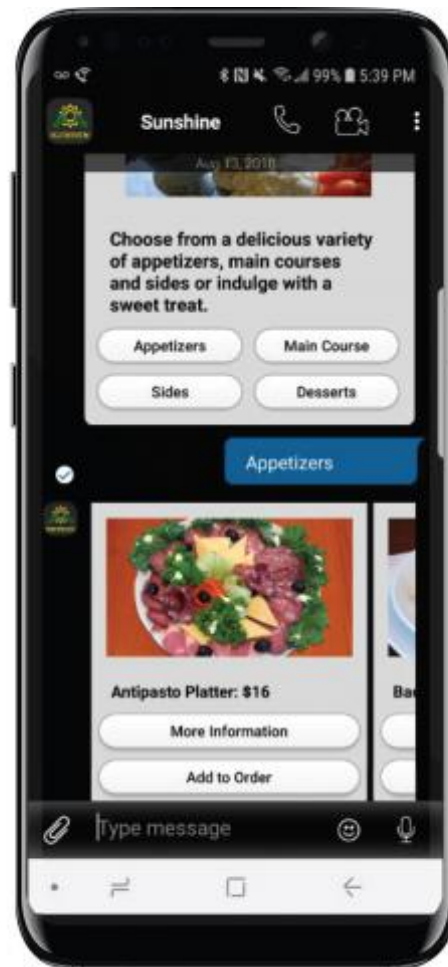 99% 5:39 PM
Sunshine
Aug 13, 2018
Choose from a delicious variety
of appetizers, main courses
and sides or indulge with a
sweet treat.
Appetizers Main Course
Sides Desserts
Appetizers
Antipasto Platter: $16
Bac
More Information
Add to Order
Type message